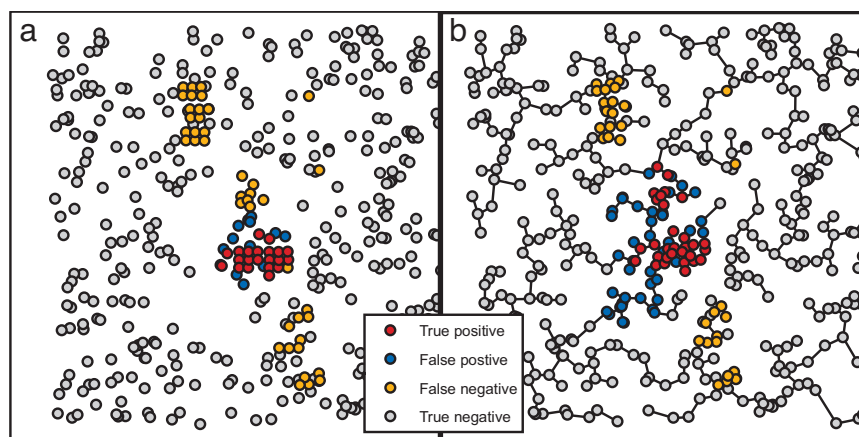 a
b
True positive
False postive
False negative
True negative